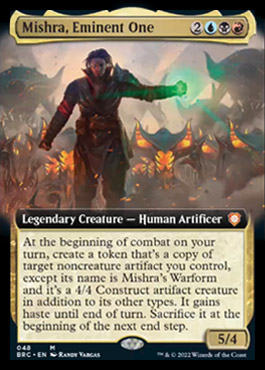 Mishra, Eminent One 2
Legendary Creature — Human Artificer
At the beginning of combat on your
turn, create a token that's a copy of
target noncreature artifact you control,
except its name is Mishra's Warform
and it's a 4/4 Construct artifact creature
in addition to its other types. It gains
haste until end of turn. Sacrifice it at the
beginning of the next end step.
5/4
048 M
BRC • EN Randy Vargas ™ & © 2022 Wizards of the Coast